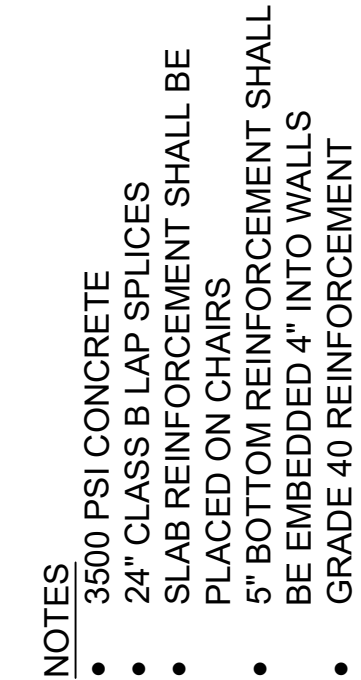 NOTES
• 3500 PSI CONCRETE
• 24" CLASS B LAP SPLICES
• SLAB REINFORCEMENT SHALL BE
PLACED ON CHAIRS
• 5" BOTTOM REINFORCEMENT SHALL
BE EMBEDDED 4" INTO WALLS
• GRADE 40 REINFORCEMENT